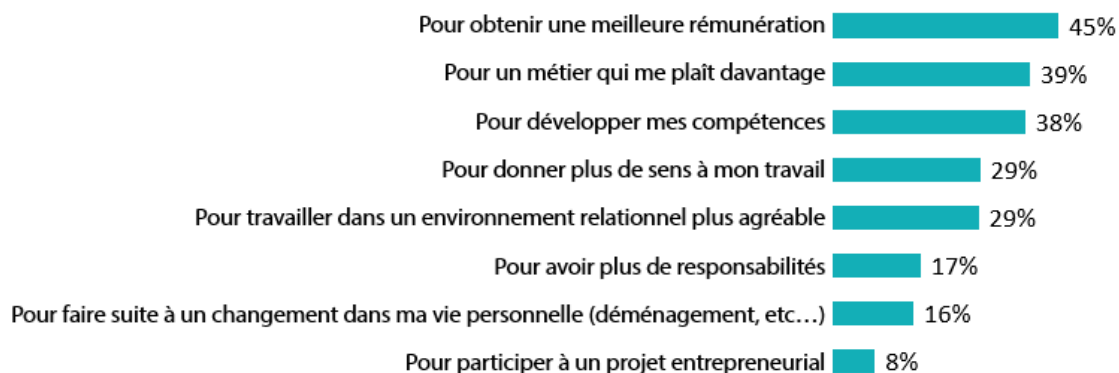 Pour obtenir une meilleure rémunération 45%
Pour un métier qui me plaît davantage 39%
Pour développer mes compétences 38%
Pour donner plus de sens à mon travail 29%
Pour travailler dans un environnement relationnel plus agréable 29%
Pour avoir plus de responsabilités 17%
Pour faire suite à un changement dans ma vie personnelle (déménagement, etc…) 16%
Pour participer à un projet entrepreneurial 8%